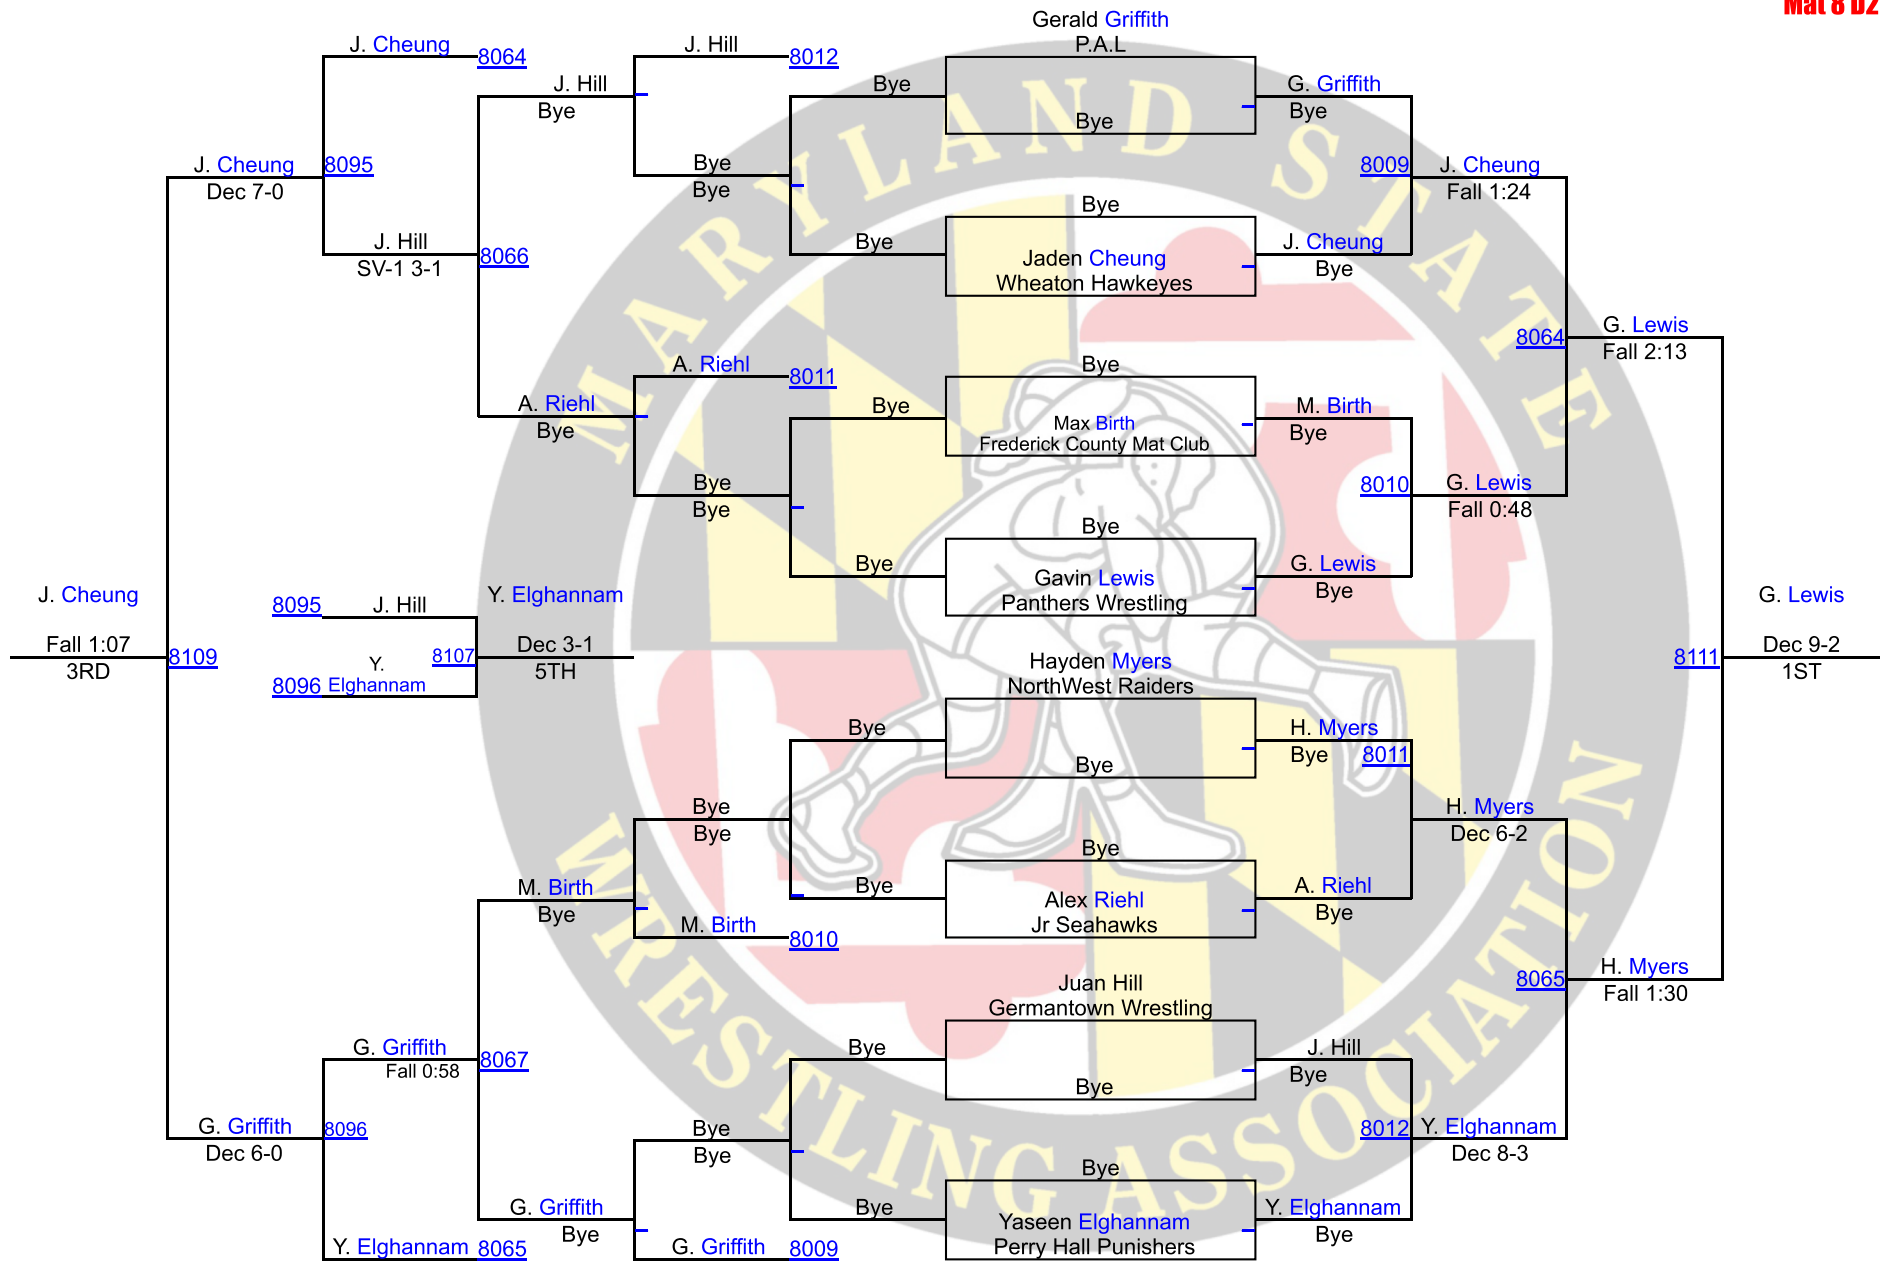 Mat 8 D2
Gerald Griffith
P.A.L
J. Cheung
8064
J. Hill
8012
J. Hill
Bye
Bye
Bye
G. Griffith
Bye
J. Cheung
8095
Dec 7-0
Bye
Bye
8009
J. Cheung
Fall 1:24
Bye
J. Hill
8066
SV-1 3-1
Bye
Jaden Cheung
Wheaton Hawkeyes
J. Cheung
Bye
8064
G. Lewis
Fall 2:13
A. Riehl
8011
Bye
A. Riehl
Bye
Bye
Max Birth
Frederick County Mat Club
M. Birth
Bye
Bye
Bye
8010
G. Lewis
Fall 0:48
Bye
Bye
Gavin Lewis
Panthers Wrestling
G. Lewis
Bye
J. Cheung
Fall 1:07
3RD
8109
8095
J. Hill
8096
Y.
Elghannam
8107
Y. Elghannam
Dec 3-1
5TH
8111
G. Lewis
Dec 9-2
1ST
Hayden Myers
NorthWest Raiders
Bye
Bye
H. Myers
Bye
8011
Bye
Bye
H. Myers
Dec 6-2
Bye
M. Birth
Bye
Bye
Alex Riehl
Jr Seahawks
A. Riehl
Bye
M. Birth
8010
8065
H. Myers
Fall 1:30
Juan Hill
Germantown Wrestling
G. Griffith
Fall 0:58
8067
Bye
Bye
J. Hill
Bye
G. Griffith
Dec 6-0
8096
Bye
Bye
8012
Y. Elghannam
Dec 8-3
Bye
G. Griffith
Bye
Bye
Yaseen Elghannam
Perry Hall Punishers
Y. Elghannam
Bye
Y. Elghannam
8065
G. Griffith
8009
MARYLAND STATE
WRESTLING ASSOCIATION